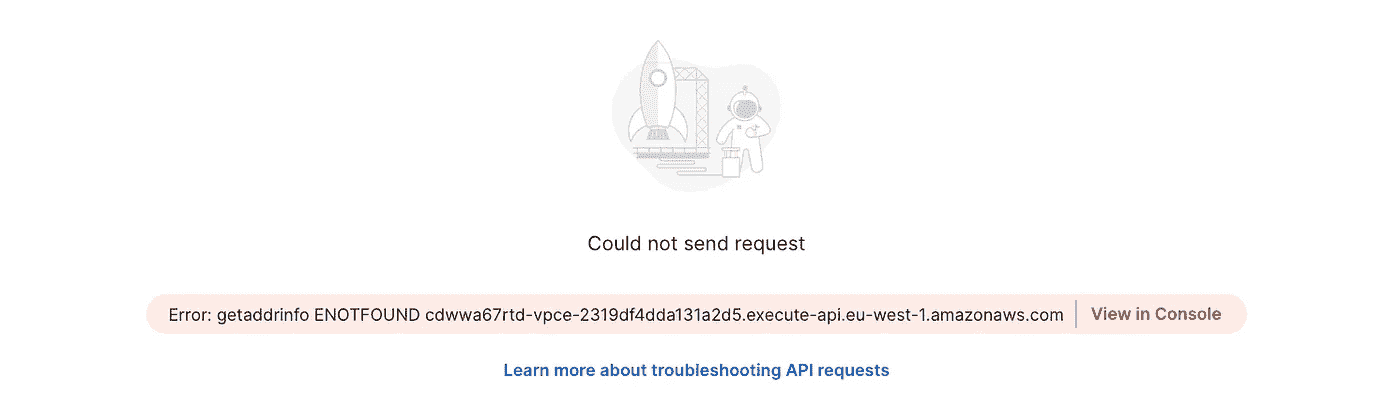 Could not send request
Error: getaddrinfo ENOTFOUND cdwwa67rtd-vpce-2319df4dda131a2d5.execute-api.eu-west-1.amazonaws.com View in Console
Learn more about troubleshooting API requests